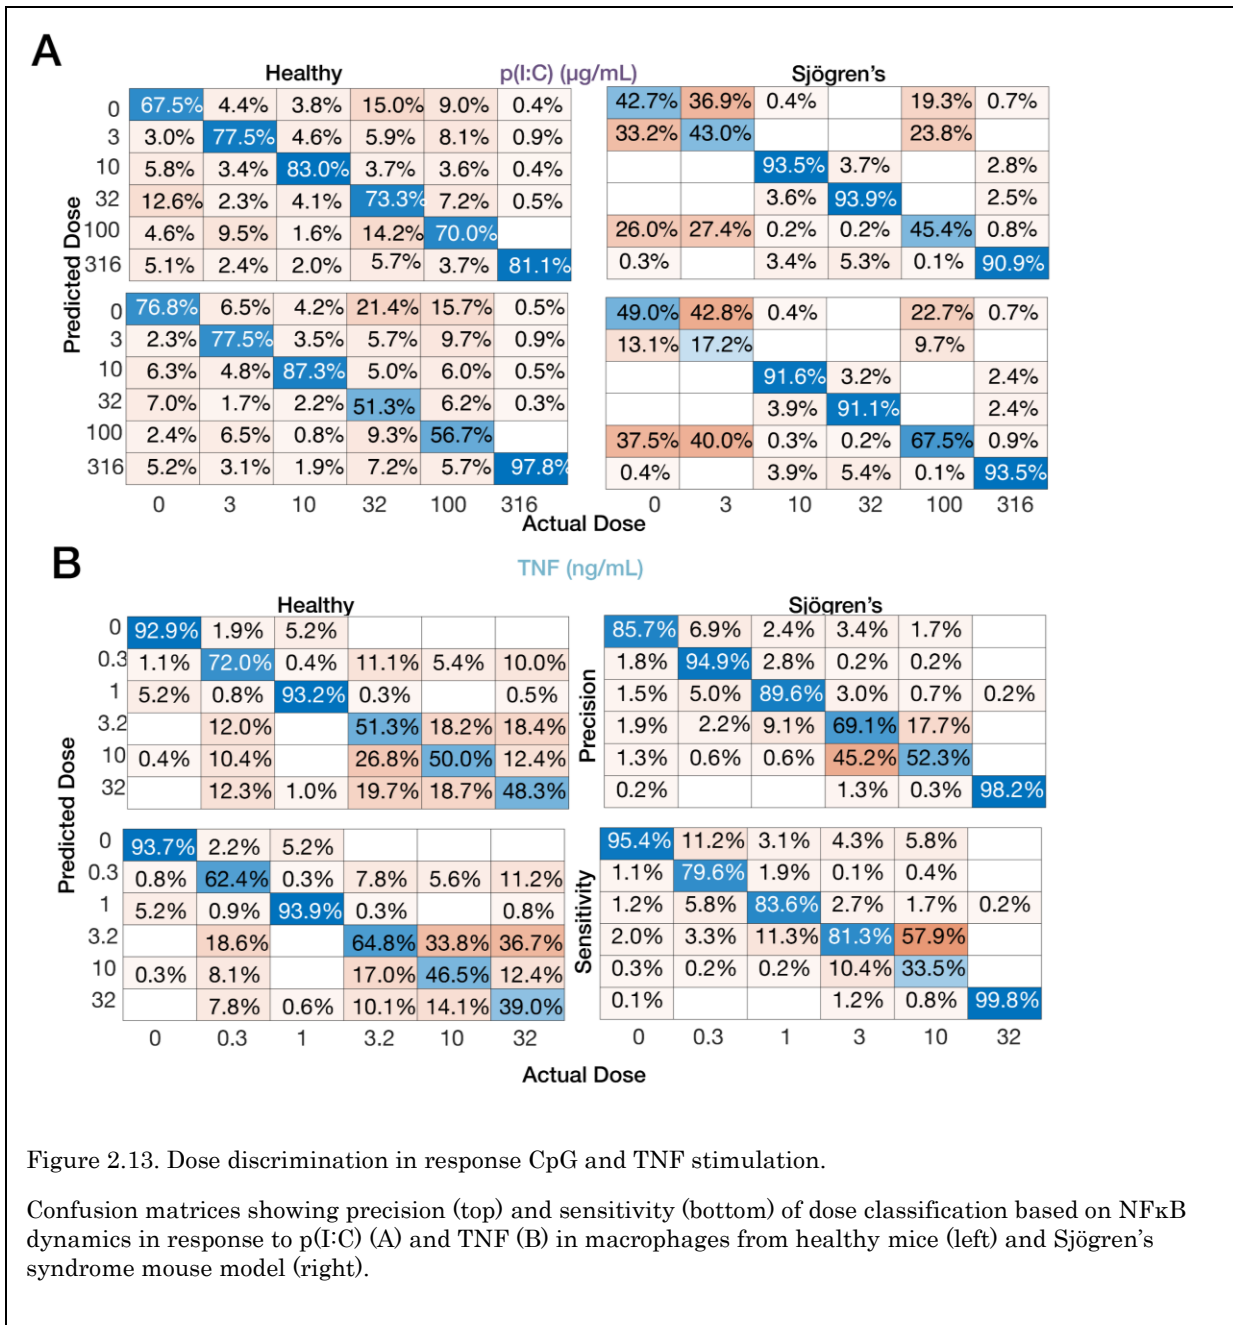 A
Healthy p(I:C) (µg/mL) Sjögren's
Predicted Dose
0 67.5% 4.4% 3.8% 15.0% 9.0% 0.4% 42.7% 36.9% 0.4% 19.3% 0.7%
3 3.0% 77.5% 4.6% 5.9% 8.1% 0.9% 33.2% 43.0% 23.8%
10 5.8% 3.4% 83.0% 3.7% 3.6% 0.4% 93.5% 3.7% 2.8%
32 12.6% 2.3% 4.1% 73.3% 7.2% 0.5% 3.6% 93.9% 2.5%
100 4.6% 9.5% 1.6% 14.2% 70.0% 26.0% 27.4% 0.2% 0.2% 45.4% 0.8%
316 5.1% 2.4% 2.0% 5.7% 3.7% 81.1% 0.3% 3.4% 5.3% 0.1% 90.9%
0 76.8% 6.5% 4.2% 21.4% 15.7% 0.5% 49.0% 42.8% 0.4% 22.7% 0.7%
3 2.3% 77.5% 3.5% 5.7% 9.7% 0.9% 13.1% 17.2% 9.7%
10 6.3% 4.8% 87.3% 5.0% 6.0% 0.5% 91.6% 3.2% 2.4%
32 7.0% 1.7% 2.2% 51.3% 6.2% 0.3% 3.9% 91.1% 2.4%
100 2.4% 6.5% 0.8% 9.3% 56.7% 37.5% 40.0% 0.3% 0.2% 67.5% 0.9%
316 5.2% 3.1% 1.9% 7.2% 5.7% 97.8% 0.4% 3.9% 5.4% 0.1% 93.5%
0 3 10 32 100 316 0 3 10 32 100 316
Actual Dose
B
TNF (ng/mL)
Healthy Sjögren's
Predicted Dose
Precision
0 92.9% 1.9% 5.2% 85.7% 6.9% 2.4% 3.4% 1.7%
0.3 1.1% 72.0% 0.4% 11.1% 5.4% 10.0% 1.8% 94.9% 2.8% 0.2% 0.2%
1 5.2% 0.8% 93.2% 0.3% 0.5% 1.5% 5.0% 89.6% 3.0% 0.7% 0.2%
3.2 12.0% 51.3% 18.2% 18.4% 1.9% 2.2% 9.1% 69.1% 17.7%
10 0.4% 10.4% 26.8% 50.0% 12.4% 1.3% 0.6% 0.6% 45.2% 52.3%
32 12.3% 1.0% 19.7% 18.7% 48.3% 0.2% 1.3% 0.3% 98.2%
Sensitivity
0 93.7% 2.2% 5.2% 95.4% 11.2% 3.1% 4.3% 5.8%
0.3 0.8% 62.4% 0.3% 7.8% 5.6% 11.2% 1.1% 79.6% 1.9% 0.1% 0.4%
1 5.2% 0.9% 93.9% 0.3% 0.8% 1.2% 5.8% 83.6% 2.7% 1.7% 0.2%
3.2 18.6% 64.8% 33.8% 36.7% 2.0% 3.3% 11.3% 81.3% 57.9%
10 0.3% 8.1% 17.0% 46.5% 12.4% 0.3% 0.2% 0.2% 10.4% 33.5%
32 7.8% 0.6% 10.1% 14.1% 39.0% 0.1% 1.2% 0.8% 99.8%
0 0.3 1 3.2 10 32 0 0.3 1 3 10 32
Actual Dose
Figure 2.13. Dose discrimination in response CpG and TNF stimulation.
Confusion matrices showing precision (top) and sensitivity (bottom) of dose classification based on NFκB
dynamics in response to p(I:C) (A) and TNF (B) in macrophages from healthy mice (left) and Sjögren's
syndrome mouse model (right).